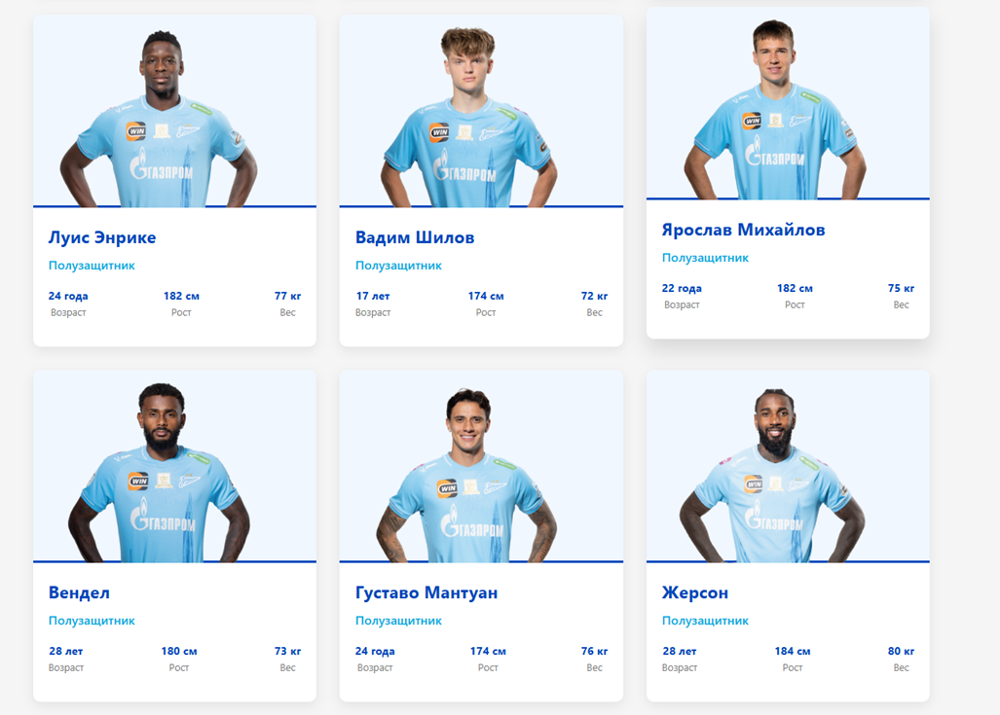 WIN
ГАЗПРОМ
Луис Энрике
Полузащитник
24 года 182 см 77 кг
Возраст Рост Вес
WIN
ГАЗПРОМ
Вадим Шилов
Полузащитник
17 лет 174 см 72 кг
Возраст Рост Вес
WIN
ГАЗПРОМ
Ярослав Михайлов
Полузащитник
22 года 182 см 75 кг
Возраст Рост Вес
WIN
ГАЗПРОМ
Вендел
Полузащитник
28 лет 180 см 73 кг
Возраст Рост Вес
WIN
ГАЗПРОМ
Густаво Мантуан
Полузащитник
24 года 174 см 76 кг
Возраст Рост Вес
WIN
ГАЗПРОМ
Жерсон
Полузащитник
28 лет 184 см 80 кг
Возраст Рост Вес